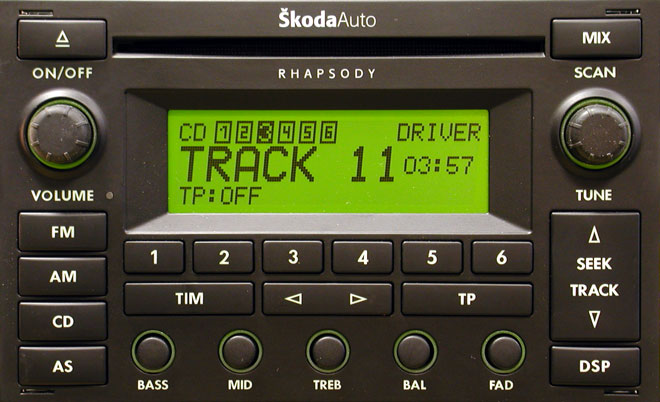 ŠkodaAuto
MIX
ON/OFF
RHAPSODY
SCAN
CD 1 2 3 4 5 6 DRIVER
TRACK 11 03:57
TP:OFF
VOLUME
TUNE
FM
AM
CD
AS
1 2 3 4 5 6
TIM
TP
SEEK
TRACK
DSP
BASS
MID
TREB
BAL
FAD